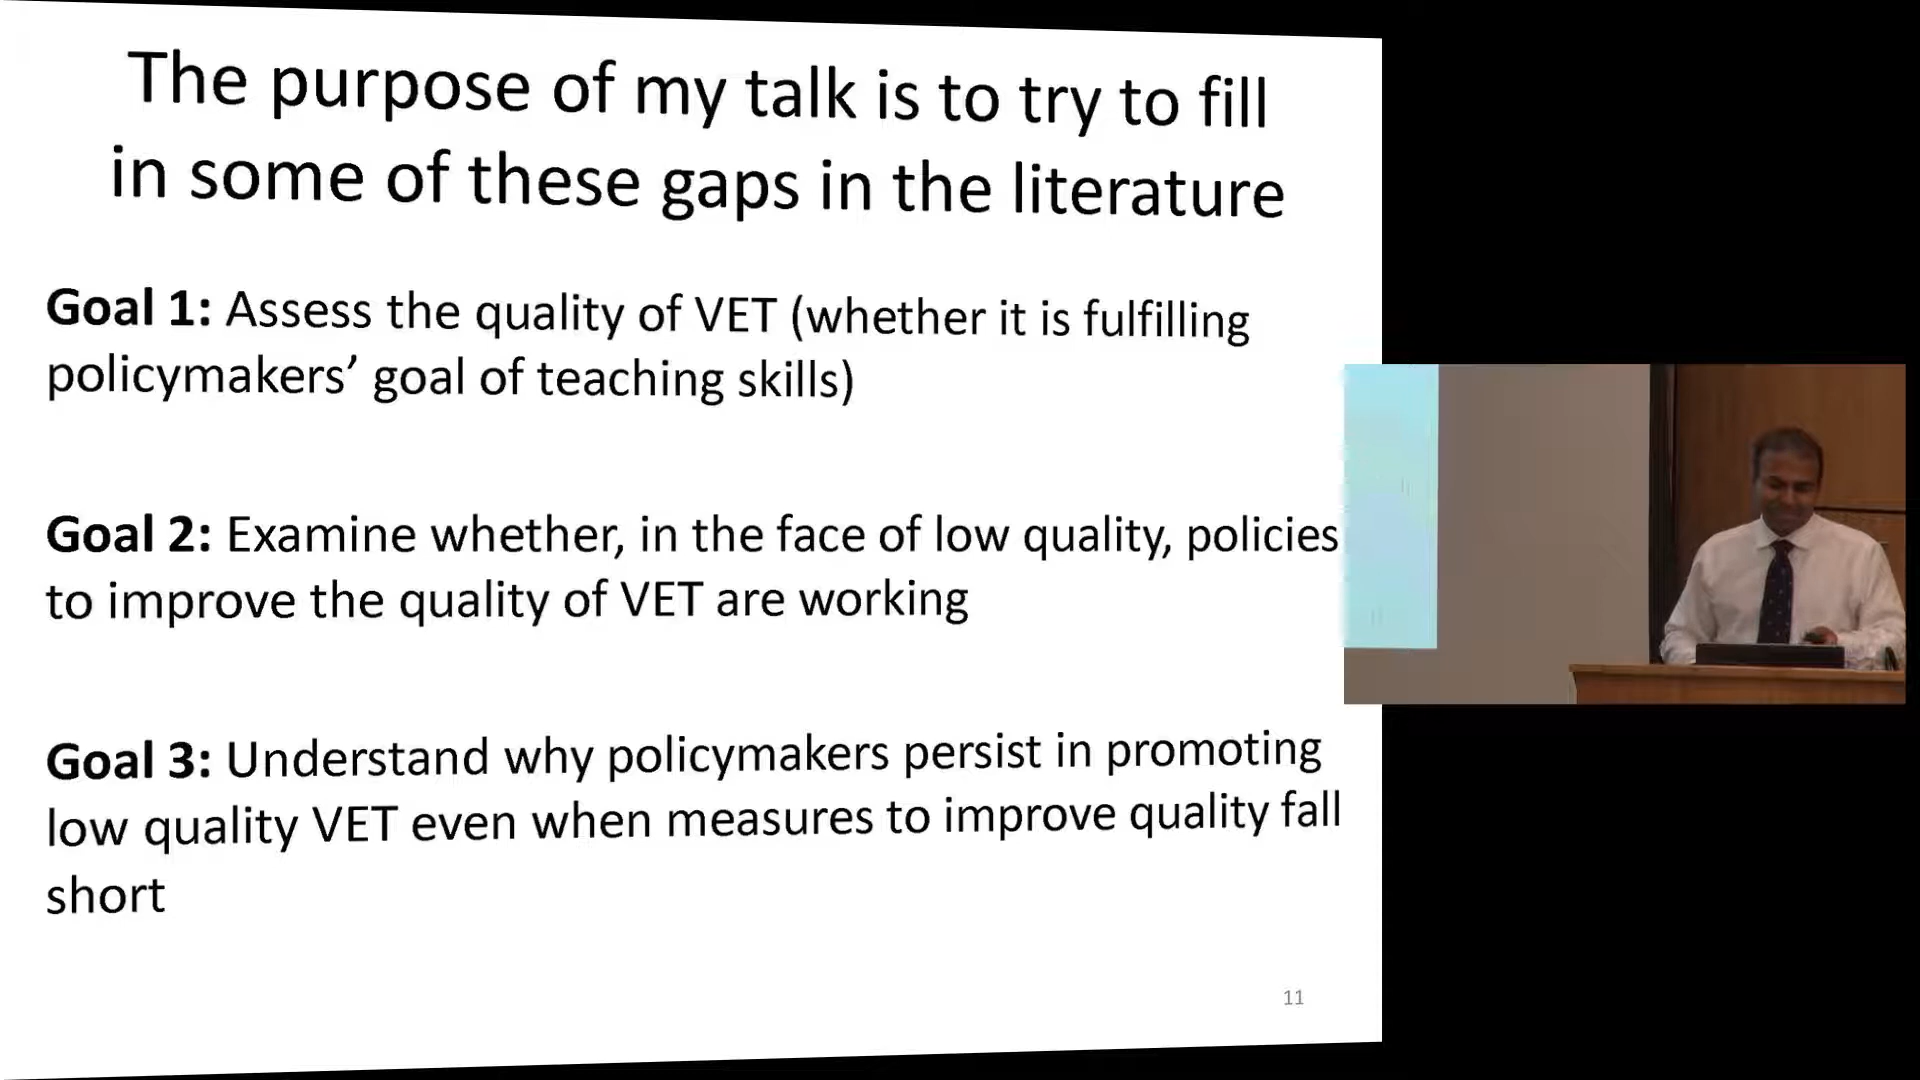 The purpose of my talk is to try to fill
in some of these gaps in the literature
Goal 1: Assess the quality of VET (whether it is fulfilling
policymakers’ goal of teaching skills)
Goal 2: Examine whether, in the face of low quality, policies
to improve the quality of VET are working
Goal 3: Understand why policymakers persist in promoting
low quality VET even when measures to improve quality fall
short
11